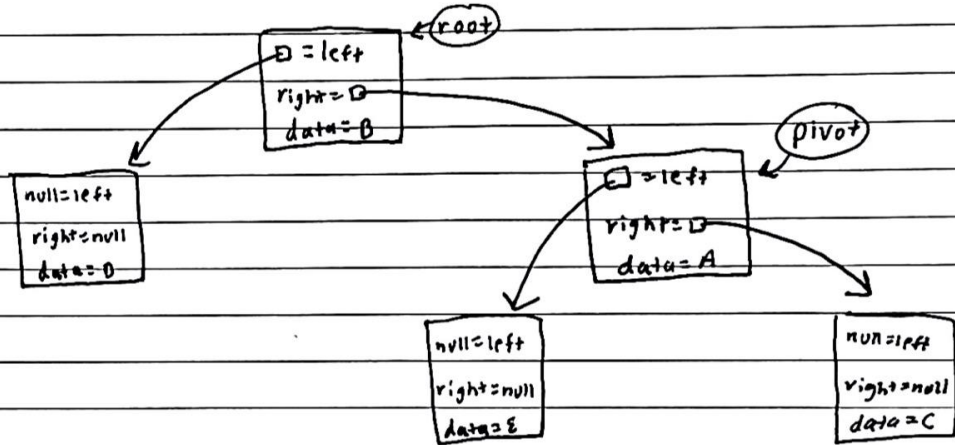 root
□ = left
right = □
data = B
pivot
□ = left
right = □
data = A
null = left
right = null
data = D
null = left
right = null
data = E
null = left
right = null
data = C